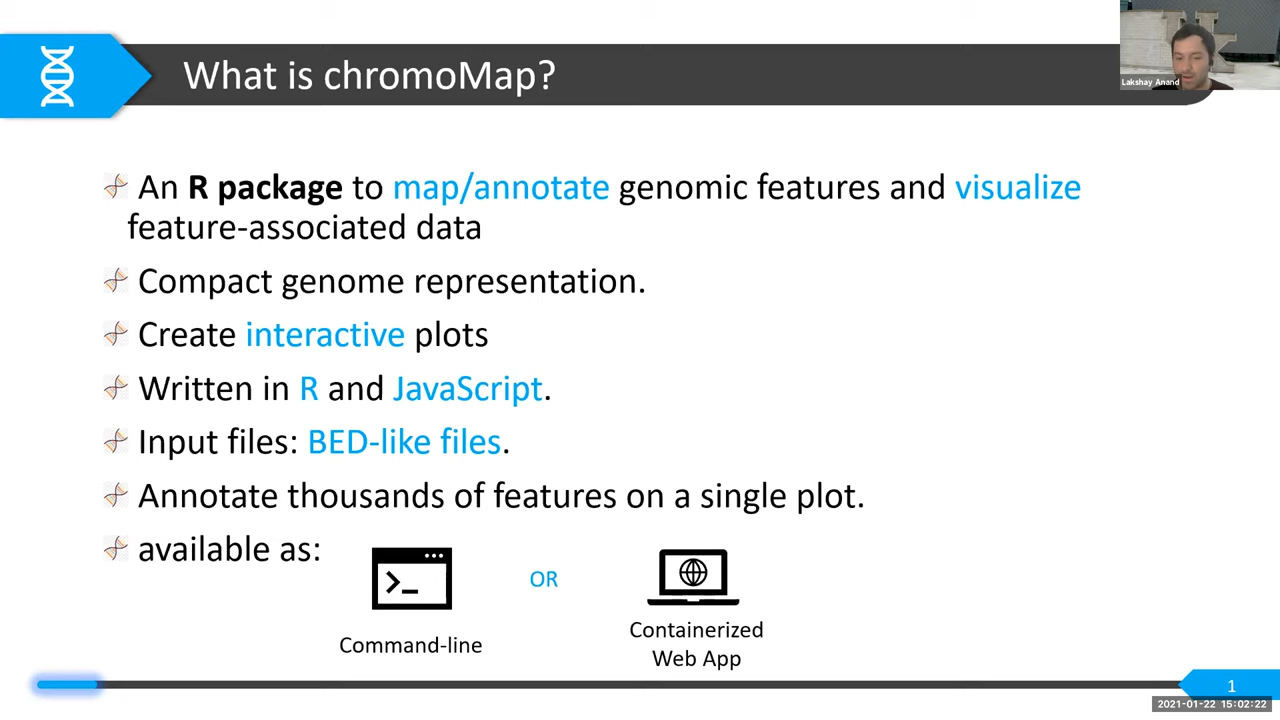 What is chromoMap?
Lakshay Anand
An R package to map/annotate genomic features and visualize
feature-associated data
Compact genome representation.
Create interactive plots
Written in R and JavaScript.
Input files: BED-like files.
Annotate thousands of features on a single plot.
available as:
OR
Command-line
Containerized
Web App
1
2021-01-22 15:02:22